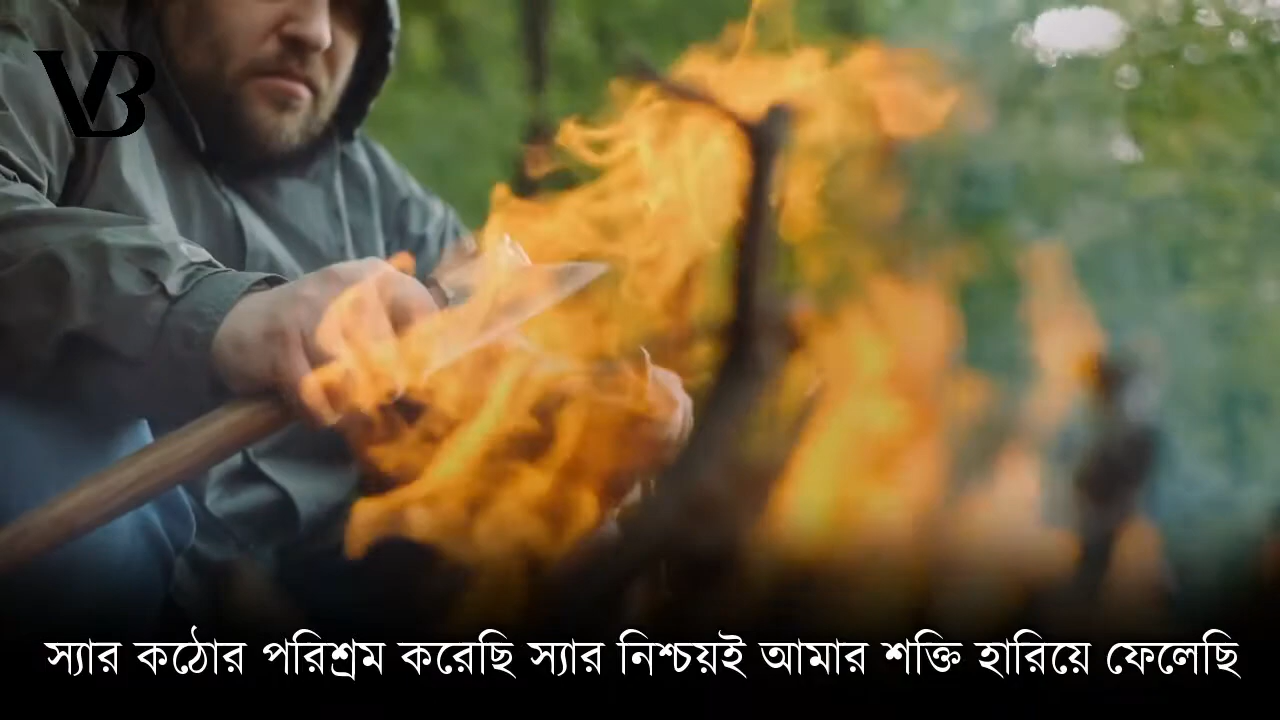 VB
স্যার কঠোর পরিশ্রম করেছি স্যার নিশ্চয়ই আমার শক্তি হারিয়ে ফেলেছি